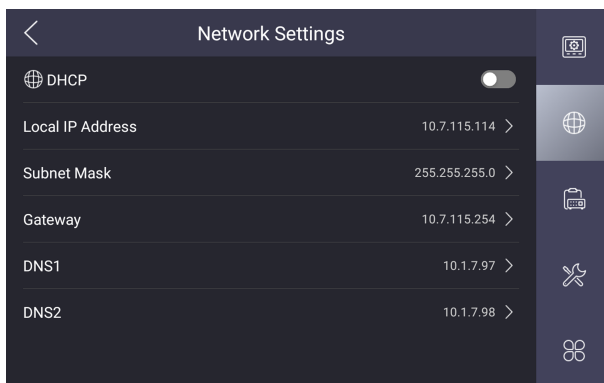 Network Settings
DHCP
Local IP Address 10.7.115.114
Subnet Mask 255.255.255.0
Gateway 10.7.115.254
DNS1 10.1.7.97
DNS2 10.1.7.98